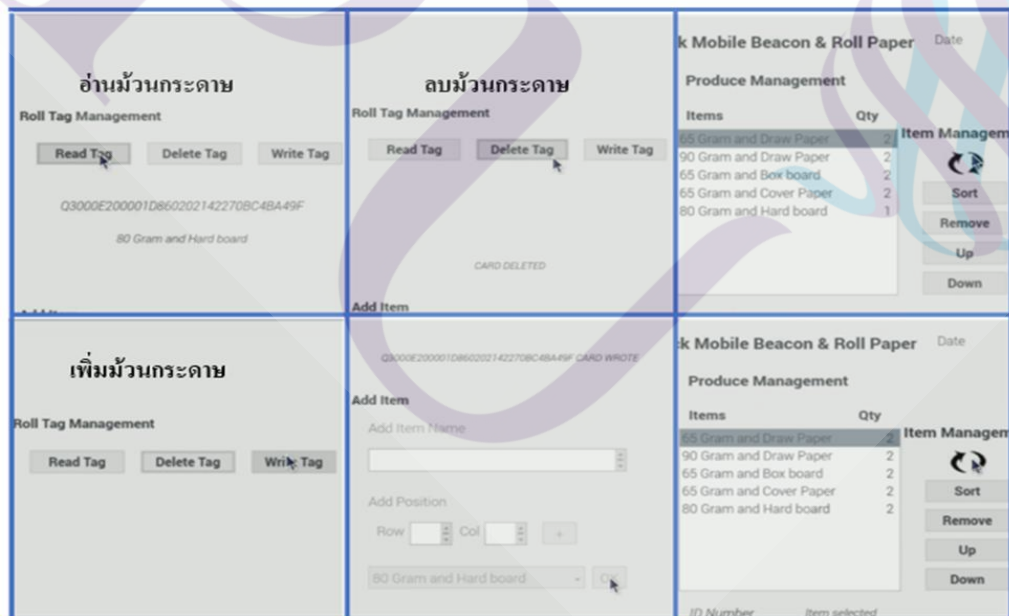 อ่านม้วนกระดาษ
Roll Tag Management
Read Tag Delete Tag Write Tag
Q3000E200001D860202142270BC4BA49F
80 Gram and Hard board
ลบม้วนกระดาษ
Roll Tag Management
Read Tag Delete Tag Write Tag
CARD DELETED
Add Item
k Mobile Beacon & Roll Paper Date
Produce Management
Items Qty
65 Gram and Draw Paper 2
90 Gram and Draw Paper 2
65 Gram and Box board 2
65 Gram and Cover Paper 2
80 Gram and Hard board 1
Item Managem
Sort
Remove
Up
Down
เพิ่มม้วนกระดาษ
Roll Tag Management
Read Tag Delete Tag Write Tag
Q3000E200001D860202142270BC4BA49F CARD WROTE
Add Item
Add Item Name
Add Position
Row Col +
80 Gram and Hard board OK
k Mobile Beacon & Roll Paper Date
Produce Management
Items Qty
65 Gram and Draw Paper 2
90 Gram and Draw Paper 2
65 Gram and Box board 2
65 Gram and Cover Paper 2
80 Gram and Hard board 2
Item Managem
Sort
Remove
Up
Down
ID Number Item selected